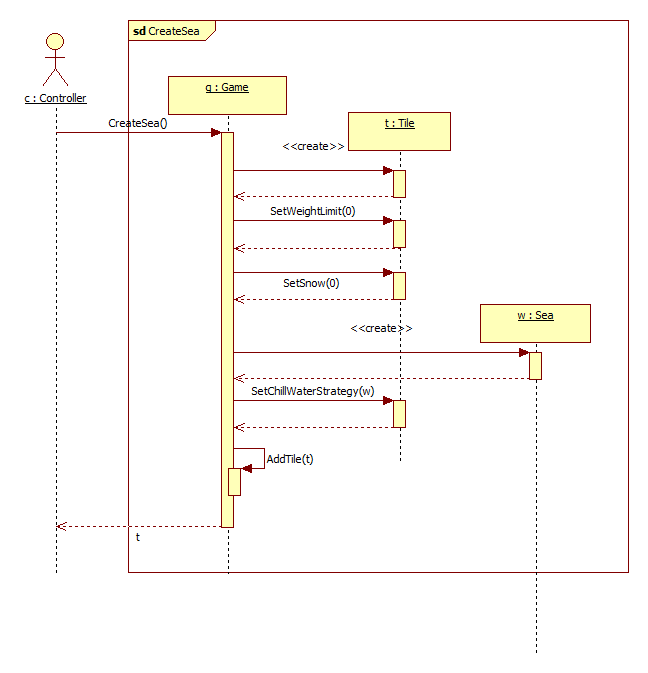 sd CreateSea
c : Controller
g : Game
CreateSea()
t : Tile
<<create>>
SetWeightLimit(0)
SetSnow(0)
w : Sea
<<create>>
SetChillWaterStrategy(w)
AddTile(t)
t